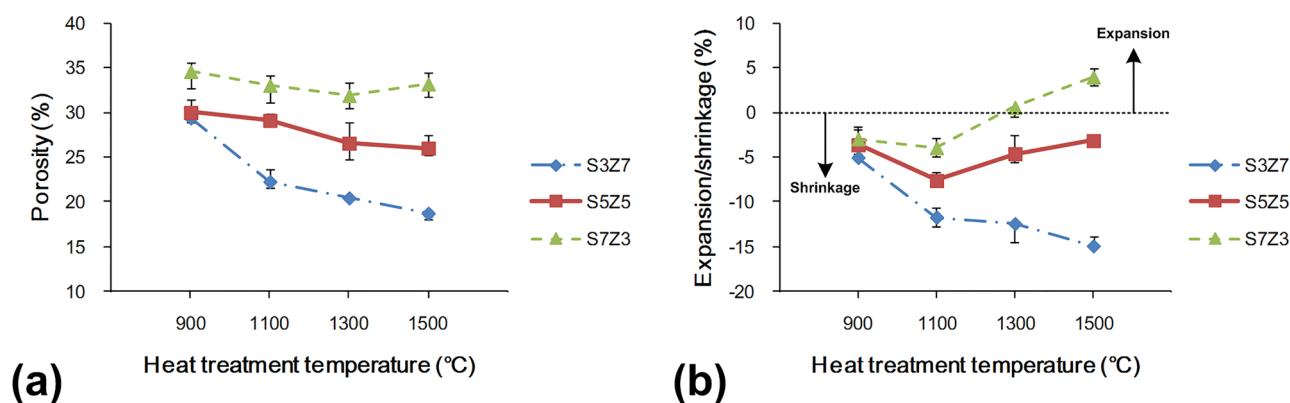 40
35
30
25
20
15
10
Porosity (%)
900 1100 1300 1500
Heat treatment temperature (°C)
S3Z7
S5Z5
S7Z3
(a)
10
5
0
-5
-10
-15
-20
Expansion/shrinkage (%)
Expansion
Shrinkage
900 1100 1300 1500
Heat treatment temperature (°C)
S3Z7
S5Z5
S7Z3
(b)